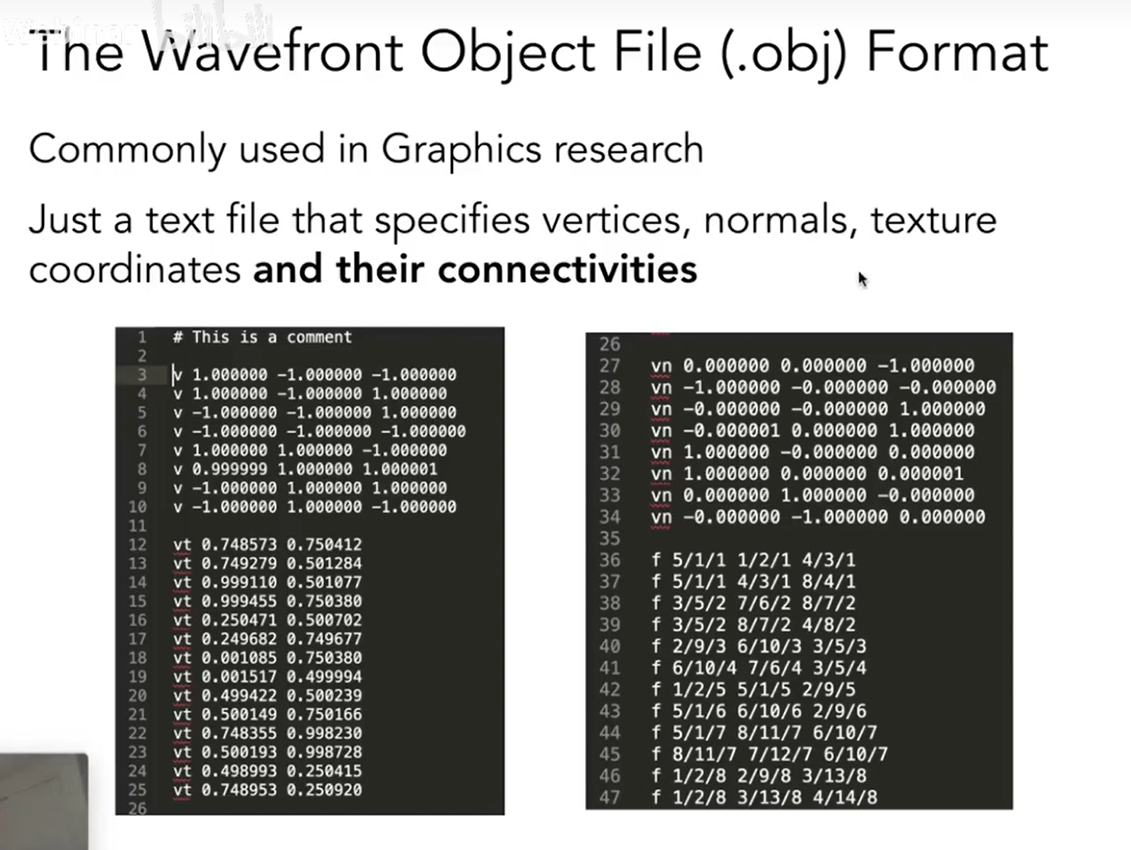 Webinar bilibili
The Wavefront Object File (.obj) Format
Commonly used in Graphics research
Just a text file that specifies vertices, normals, texture
coordinates and their connectivities
1 # This is a comment
2
3 v 1.000000 -1.000000 -1.000000
4 v 1.000000 -1.000000 1.000000
5 v -1.000000 -1.000000 1.000000
6 v -1.000000 -1.000000 -1.000000
7 v 1.000000 1.000000 -1.000000
8 v 0.999999 1.000000 1.000001
9 v -1.000000 1.000000 1.000000
10 v -1.000000 1.000000 -1.000000
11
12 vt 0.748573 0.750412
13 vt 0.749279 0.501284
14 vt 0.999110 0.501077
15 vt 0.999455 0.750380
16 vt 0.250471 0.500702
17 vt 0.249682 0.749677
18 vt 0.001085 0.750380
19 vt 0.001517 0.499994
20 vt 0.499422 0.500239
21 vt 0.500149 0.750166
22 vt 0.748355 0.998230
23 vt 0.500193 0.998728
24 vt 0.498993 0.250415
25 vt 0.748953 0.250920
26
26
27 vn 0.000000 0.000000 -1.000000
28 vn -1.000000 -0.000000 -0.000000
29 vn -0.000000 -0.000000 1.000000
30 vn -0.000001 0.000000 1.000000
31 vn 1.000000 -0.000000 0.000000
32 vn 1.000000 0.000000 0.000001
33 vn 0.000000 1.000000 -0.000000
34 vn -0.000000 -1.000000 0.000000
35
36 f 5/1/1 1/2/1 4/3/1
37 f 5/1/1 4/3/1 8/4/1
38 f 3/5/2 7/6/2 8/7/2
39 f 3/5/2 8/7/2 4/8/2
40 f 2/9/3 6/10/3 3/5/3
41 f 6/10/4 7/6/4 3/5/4
42 f 1/2/5 5/1/5 2/9/5
43 f 5/1/6 6/10/6 2/9/6
44 f 5/1/7 8/11/7 6/10/7
45 f 8/11/7 7/12/7 6/10/7
46 f 1/2/8 2/9/8 3/13/8
47 f 1/2/8 3/13/8 4/14/8